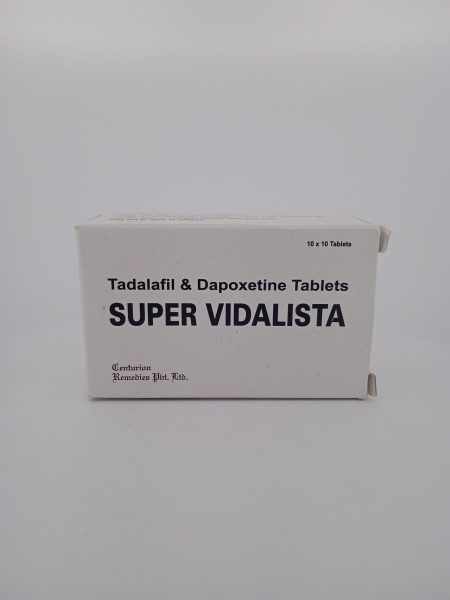 10 x 10 Tablets
Tadalafil & Dapoxetine Tablets
SUPER VIDALISTA
Centurion
Remedies Pvt. Ltd.